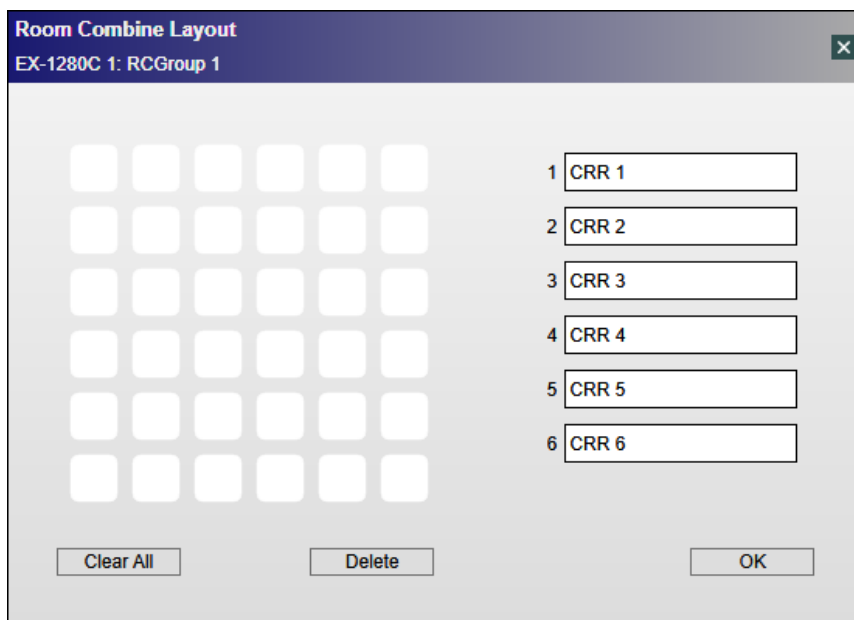 Room Combine Layout
EX-1280C 1: RCGroup 1
1 CRR 1
2 CRR 2
3 CRR 3
4 CRR 4
5 CRR 5
6 CRR 6
Clear All Delete OK